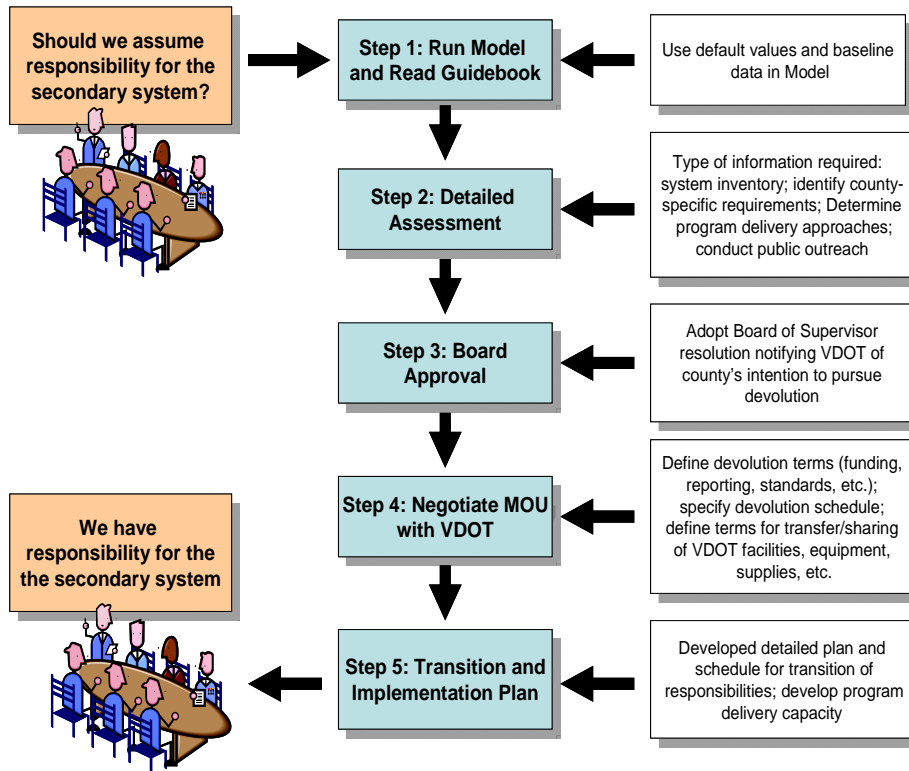 Should we assume
responsibility for the
secondary system?
Step 1: Run Model
and Read Guidebook
Use default values and baseline
data in Model
Step 2: Detailed
Assessment
Type of information required:
system inventory; identify county-
specific requirements; Determine
program delivery approaches;
conduct public outreach
Step 3: Board
Approval
Adopt Board of Supervisor
resolution notifying VDOT of
county's intention to pursue
devolution
Step 4: Negotiate MOU
with VDOT
Define devolution terms (funding,
reporting, standards, etc.);
specify devolution schedule;
define terms for transfer/sharing
of VDOT facilities, equipment,
supplies, etc.
We have
responsibility for the
the secondary system
Step 5: Transition and
Implementation Plan
Developed detailed plan and
schedule for transition of
responsibilities; develop program
delivery capacity